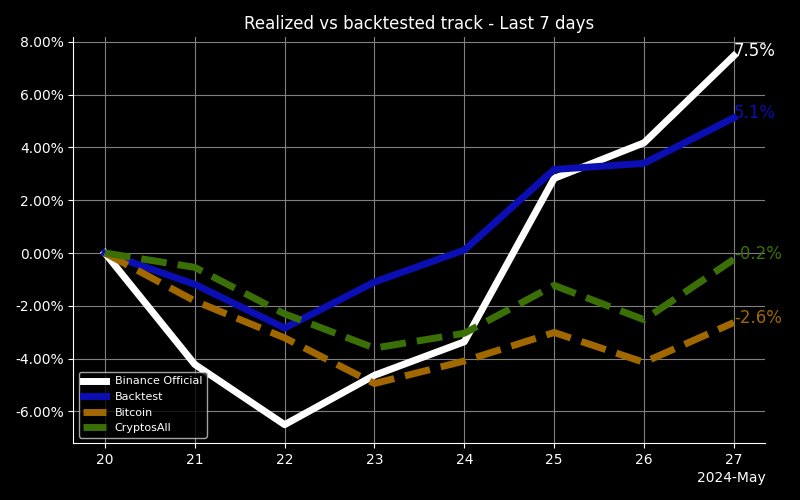 Realized vs backtested track - Last 7 days
8.00%
6.00%
4.00%
2.00%
0.00%
-2.00%
-4.00%
-6.00%
7.5%
5.1%
-0.2%
-2.6%
Binance Official
Backtest
Bitcoin
CryptosAll
20 21 22 23 24 25 26 27
2024-May